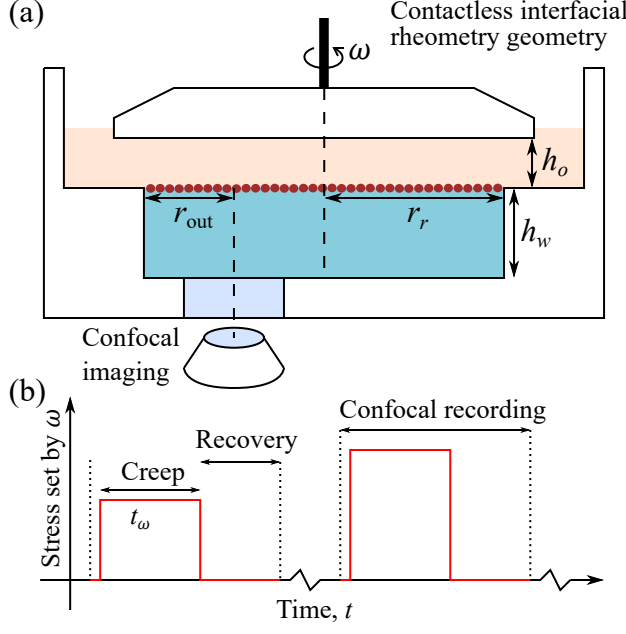 (a)
Contactless interfacial
rheometry geometry
ω
h_o
r_out
r_r
h_w
Confocal
imaging
(b)
Stress set by ω
Confocal recording
Recovery
Creep
t_ω
Time, t